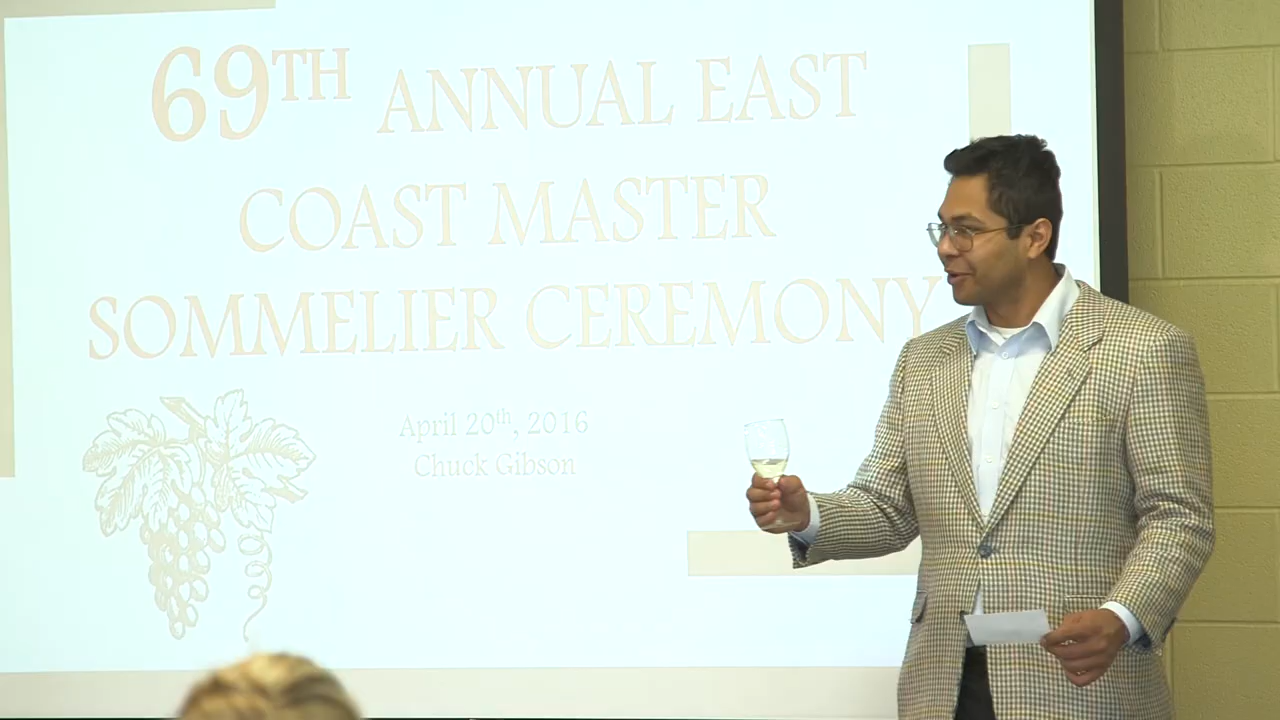 69TH ANNUAL EAST
COAST MASTER
SOMMELIER CEREMONY
April 20th, 2016
Chuck Gibson